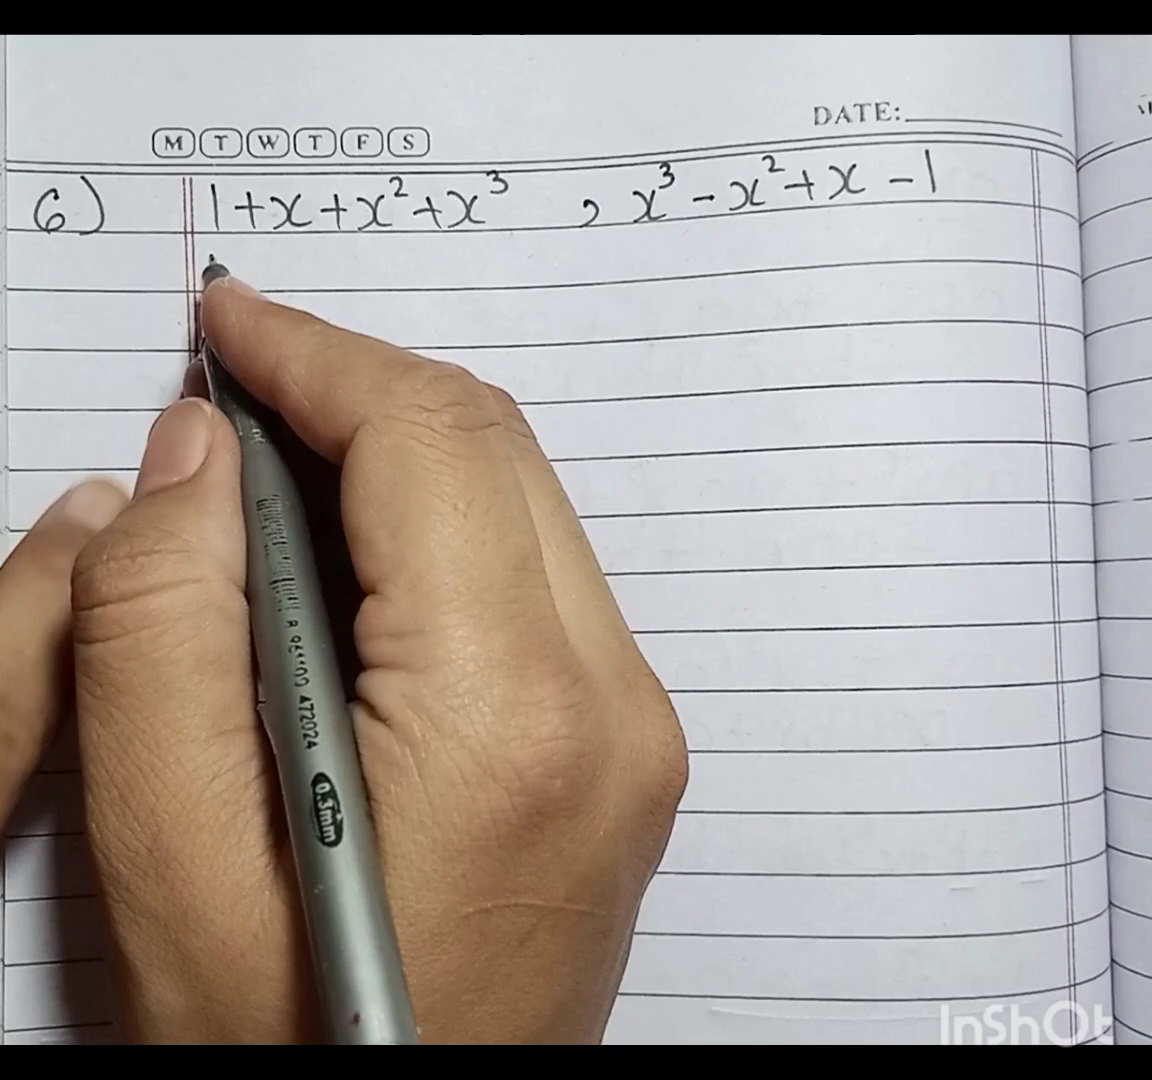 DATE:
M T W T F S
6) 1+x+x²+x³ , x³-x²+x-1
0.3mm
InShOt